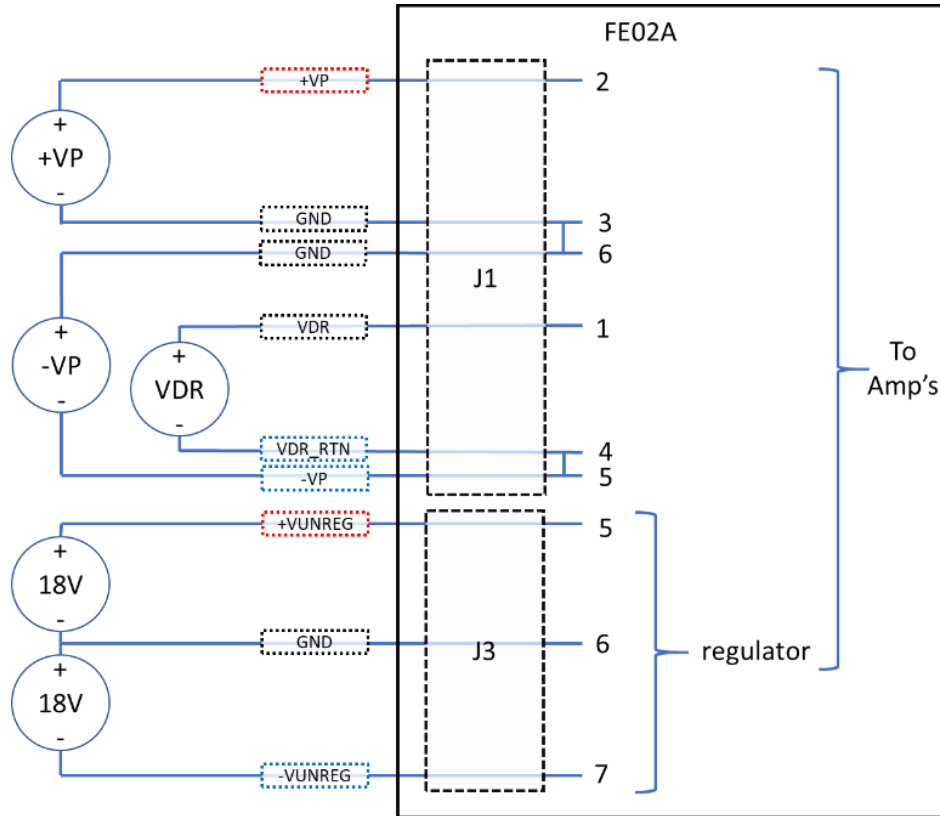 FE02A
+VP
2
+
+VP
-
GND
3
GND
6
J1
VDR
1
+
-VP
-
+
VDR
-
To
Amp's
VDR_RTN
4
-VP
5
+VUNREG
5
+
18V
-
GND
6
J3
regulator
+
18V
-
-VUNREG
7